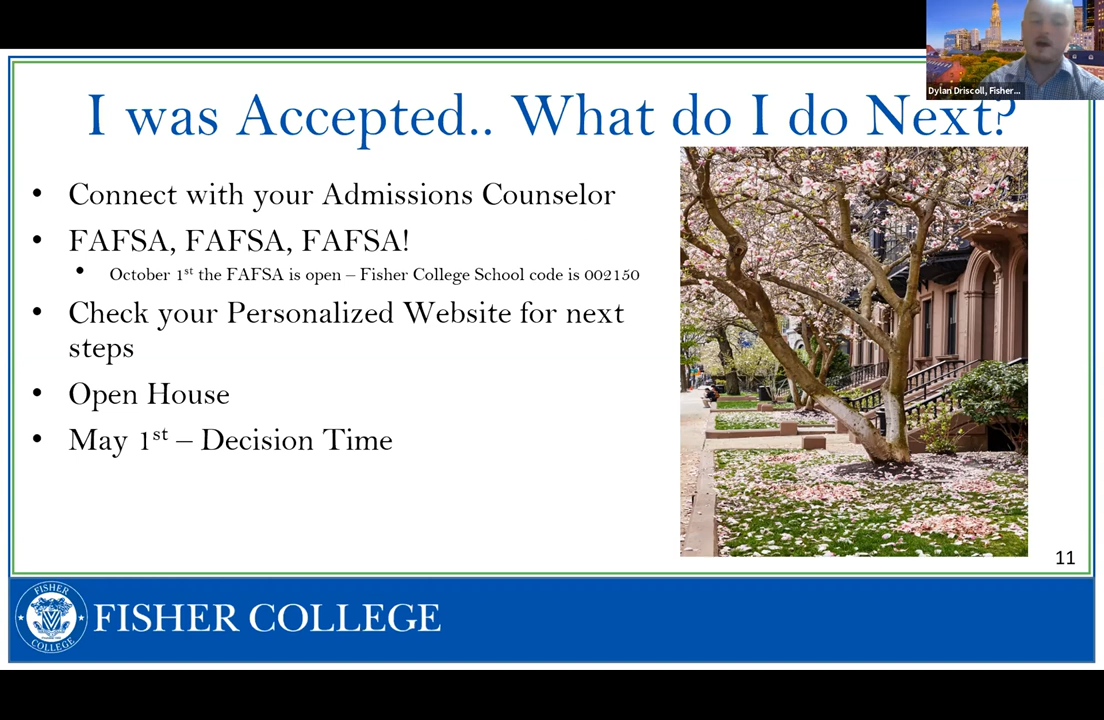 Dylan Driscoll, Fisher...
I was Accepted.. What do I do Next?
• Connect with your Admissions Counselor
• FAFSA, FAFSA, FAFSA!
• October 1st the FAFSA is open – Fisher College School code is 002150
• Check your Personalized Website for next
steps
• Open House
• May 1st – Decision Time
11
FISHER
COLLEGE
FISHER COLLEGE